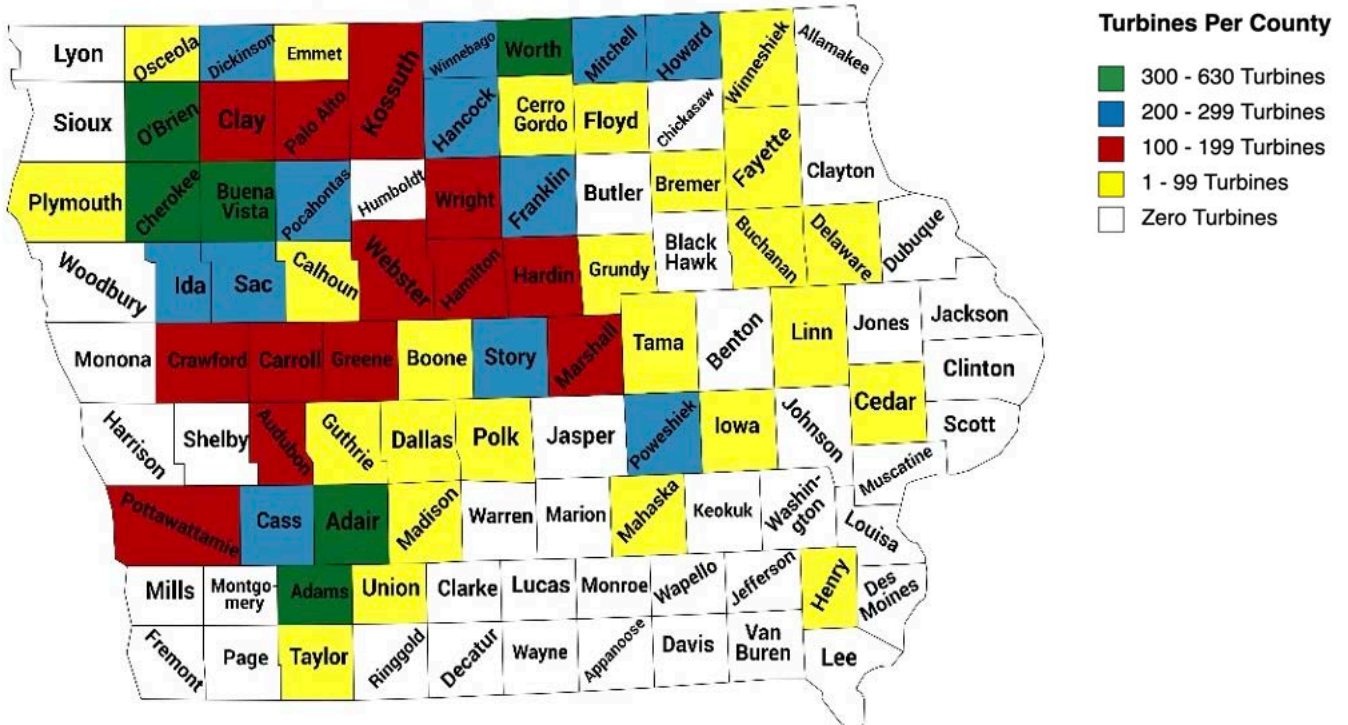 Turbines Per County
300 - 630 Turbines
200 - 299 Turbines
100 - 199 Turbines
1 - 99 Turbines
Zero Turbines
Lyon
Osceola
Dickinson
Emmet
Kossuth
Winnebago
Worth
Mitchell
Howard
Winneshiek
Allamakee
Sioux
O'Brien
Clay
Palo Alto
Hancock
Cerro
Gordo
Floyd
Chickasaw
Fayette
Clayton
Plymouth
Cherokee
Buena
Vista
Pocahontas
Humboldt
Wright
Franklin
Butler
Bremer
Woodbury
Ida
Sac
Calhoun
Webster
Hamilton
Hardin
Grundy
Black
Hawk
Buchanan
Delaware
Dubuque
Monona
Crawford
Carroll
Greene
Boone
Story
Marshall
Tama
Benton
Linn
Jones
Jackson
Clinton
Harrison
Shelby
Audubon
Guthrie
Dallas
Polk
Jasper
Poweshiek
Iowa
Johnson
Cedar
Scott
Muscatine
Pottawattamie
Cass
Adair
Madison
Warren
Marion
Mahaska
Keokuk
Washin-
gton
Louisa
Mills
Montgo-
mery
Adams
Union
Clarke
Lucas
Monroe
Wapello
Jefferson
Henry
Des
Moines
Fremont
Page
Taylor
Ringgold
Decatur
Wayne
Appanoose
Davis
Van
Buren
Lee